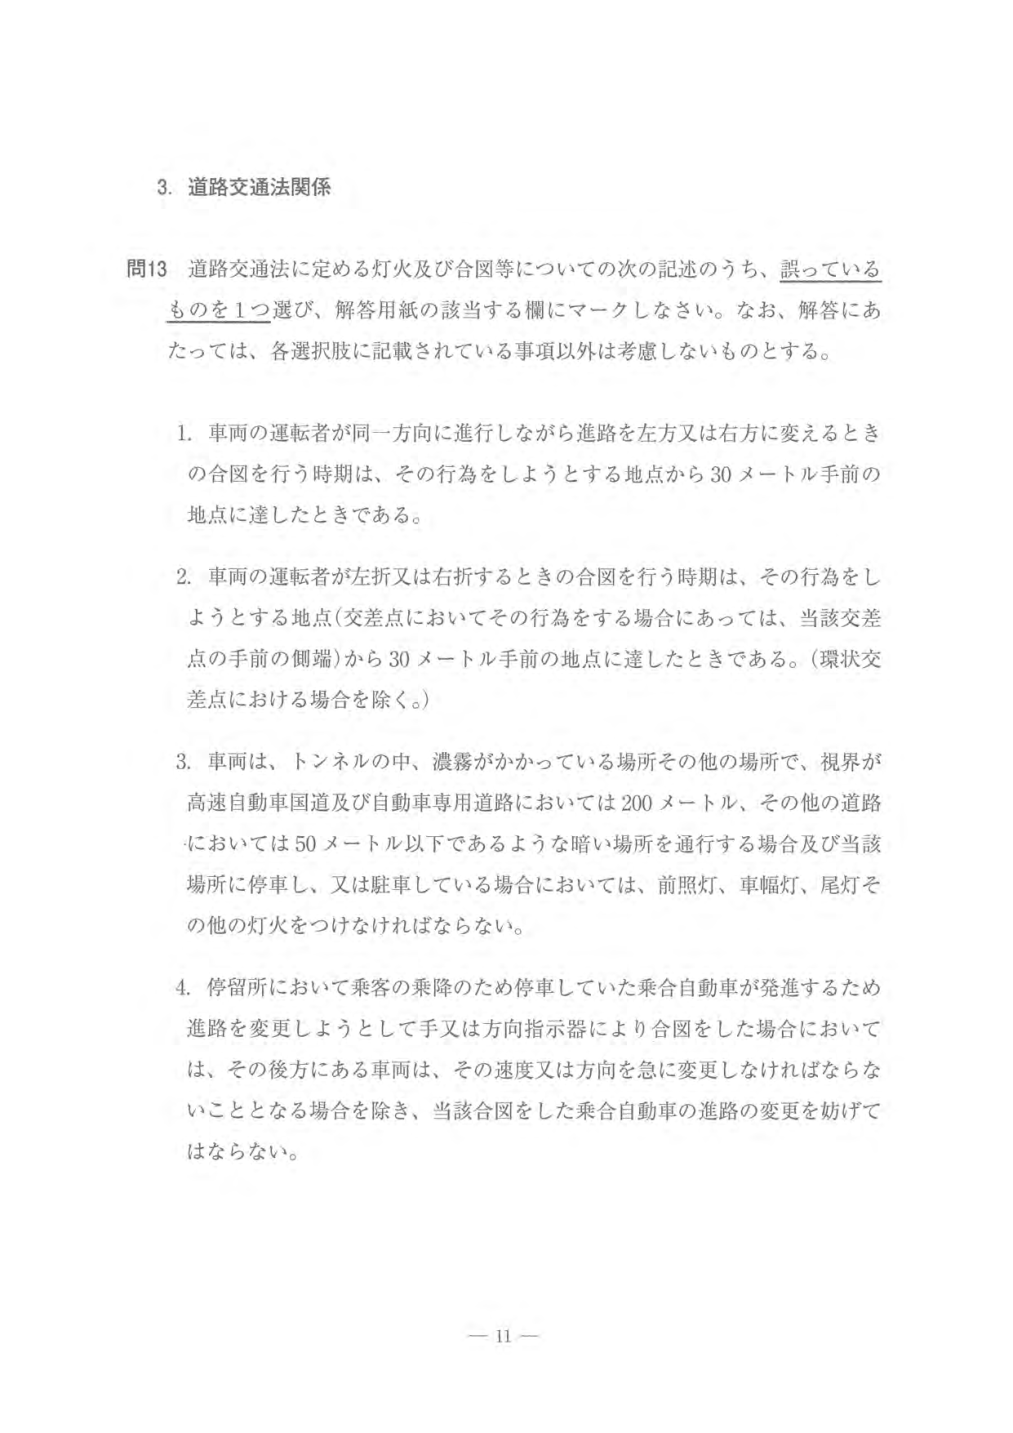 3. 道路交通法関係
問13 道路交通法に定める灯火及び合図等についての次の記述のうち、誤っている
ものを1つ選び、解答用紙の該当する欄にマークしなさい。なお、解答にあ
たっては、各選択肢に記載されている事項以外は考慮しないものとする。
1. 車両の運転者が同一方向に進行しながら進路を左方又は右方に変えるとき
の合図を行う時期は、その行為をしようとする地点から30メートル手前の
地点に達したときである。
2. 車両の運転者が左折又は右折するときの合図を行う時期は、その行為をし
ようとする地点(交差点においてその行為をする場合にあっては、当該交差
点の手前の側端)から30メートル手前の地点に達したときである。(環状交
差点における場合を除く。)
3. 車両は、トンネルの中、濃霧がかかっている場所その他の場所で、視界が
高速自動車国道及び自動車専用道路においては200メートル、その他の道路
においては50メートル以下であるような暗い場所を通行する場合及び当該
場所に停車し、又は駐車している場合においては、前照灯、車幅灯、尾灯そ
の他の灯火をつけなければならない。
4. 停留所において乗客の乗降のため停車していた乗合自動車が発進するため
進路を変更しようとして手又は方向指示器により合図をした場合において
は、その後方にある車両は、その速度又は方向を急に変更しなければならな
いこととなる場合を除き、当該合図をした乗合自動車の進路の変更を妨げて
はならない。
— 11 —